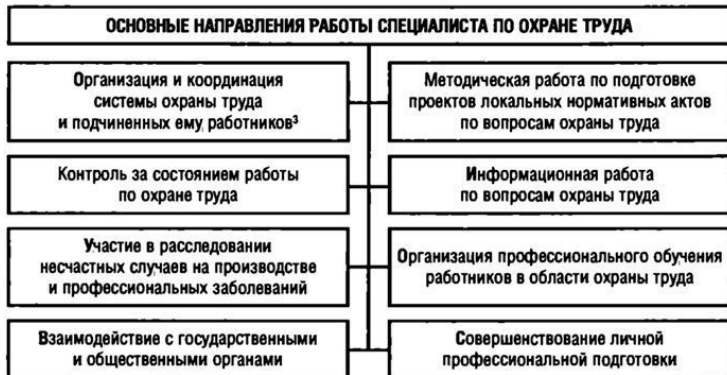 ОСНОВНЫЕ НАПРАВЛЕНИЯ РАБОТЫ СПЕЦИАЛИСТА ПО ОХРАНЕ ТРУДА
Организация и координация
системы охраны труда
и подчиненных ему работников³
Методическая работа по подготовке
проектов локальных нормативных актов
по вопросам охраны труда
Контроль за состоянием работы
по охране труда
Информационная работа
по вопросам охраны труда
Участие в расследовании
несчастных случаев на производстве
и профессиональных заболеваний
Организация профессионального обучения
работников в области охраны труда
Взаимодействие с государственными
и общественными органами
Совершенствование личной
профессиональной подготовки